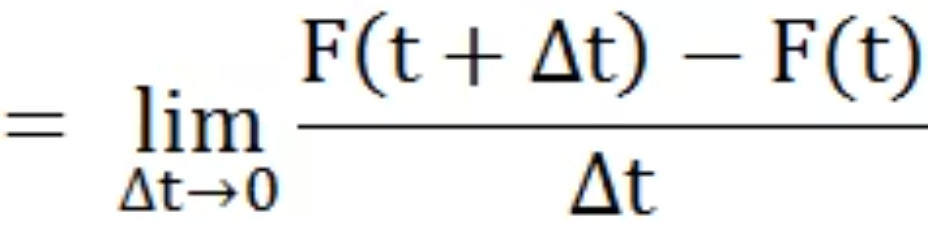 = lim Δt→0 F(t + Δt) − F(t) / Δt